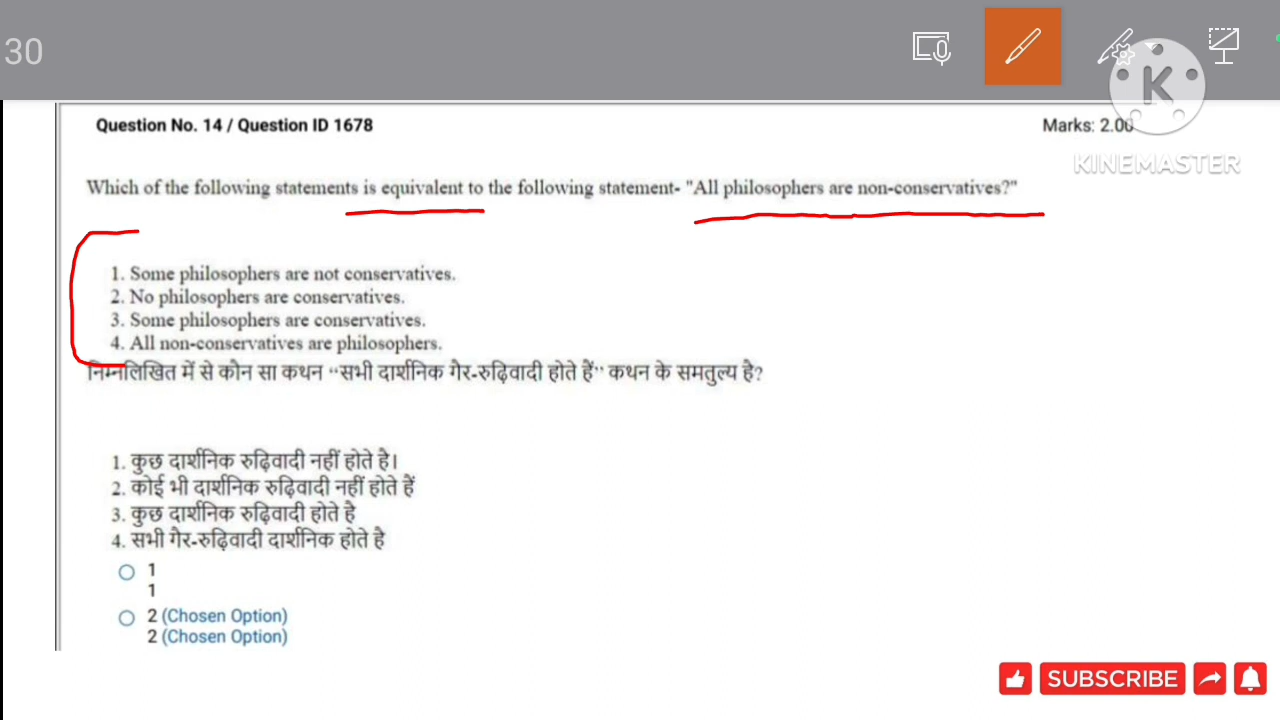 30
K
KINEMASTER
Question No. 14 / Question ID 1678
Marks: 2.00
Which of the following statements is equivalent to the following statement- "All philosophers are non-conservatives?"
1. Some philosophers are not conservatives.
2. No philosophers are conservatives.
3. Some philosophers are conservatives.
4. All non-conservatives are philosophers.
निम्नलिखित में से कौन सा कथन “सभी दार्शनिक गैर-रुढ़िवादी होते हैं” कथन के समतुल्य है?
1. कुछ दार्शनिक रुढ़िवादी नहीं होते है।
2. कोई भी दार्शनिक रुढ़िवादी नहीं होते हैं
3. कुछ दार्शनिक रुढ़िवादी होते है
4. सभी गैर-रुढ़िवादी दार्शनिक होते है
1
1
2 (Chosen Option)
2 (Chosen Option)
SUBSCRIBE